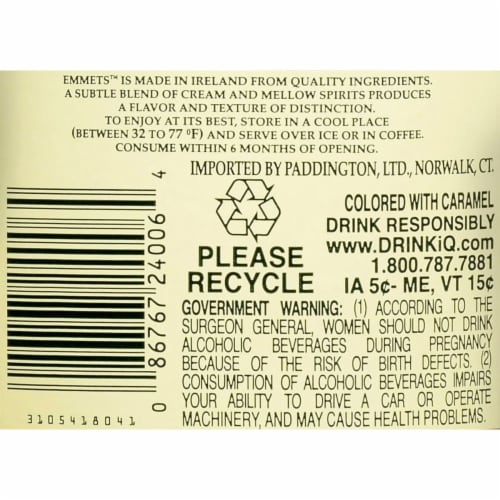 EMMETS™ IS MADE IN IRELAND FROM QUALITY INGREDIENTS.
A SUBTLE BLEND OF CREAM AND MELLOW SPIRITS PRODUCES
A FLAVOR AND TEXTURE OF DISTINCTION.
TO ENJOY AT ITS BEST, STORE IN A COOL PLACE
(BETWEEN 32 TO 77 ºF) AND SERVE OVER ICE OR IN COFFEE.
CONSUME WITHIN 6 MONTHS OF OPENING.
IMPORTED BY PADDINGTON, LTD., NORWALK, CT.
COLORED WITH CARAMEL
DRINK RESPONSIBLY
www.DRINKiQ.COM
1.800.787.7881
IA 5¢- ME, VT 15¢
PLEASE
RECYCLE
GOVERNMENT WARNING: (1) ACCORDING TO THE
SURGEON GENERAL, WOMEN SHOULD NOT DRINK
ALCOHOLIC BEVERAGES DURING PREGNANCY
BECAUSE OF THE RISK OF BIRTH DEFECTS. (2)
CONSUMPTION OF ALCOHOLIC BEVERAGES IMPAIRS
YOUR ABILITY TO DRIVE A CAR OR OPERATE
MACHINERY, AND MAY CAUSE HEALTH PROBLEMS.
0 86767 24006 4
3105418041